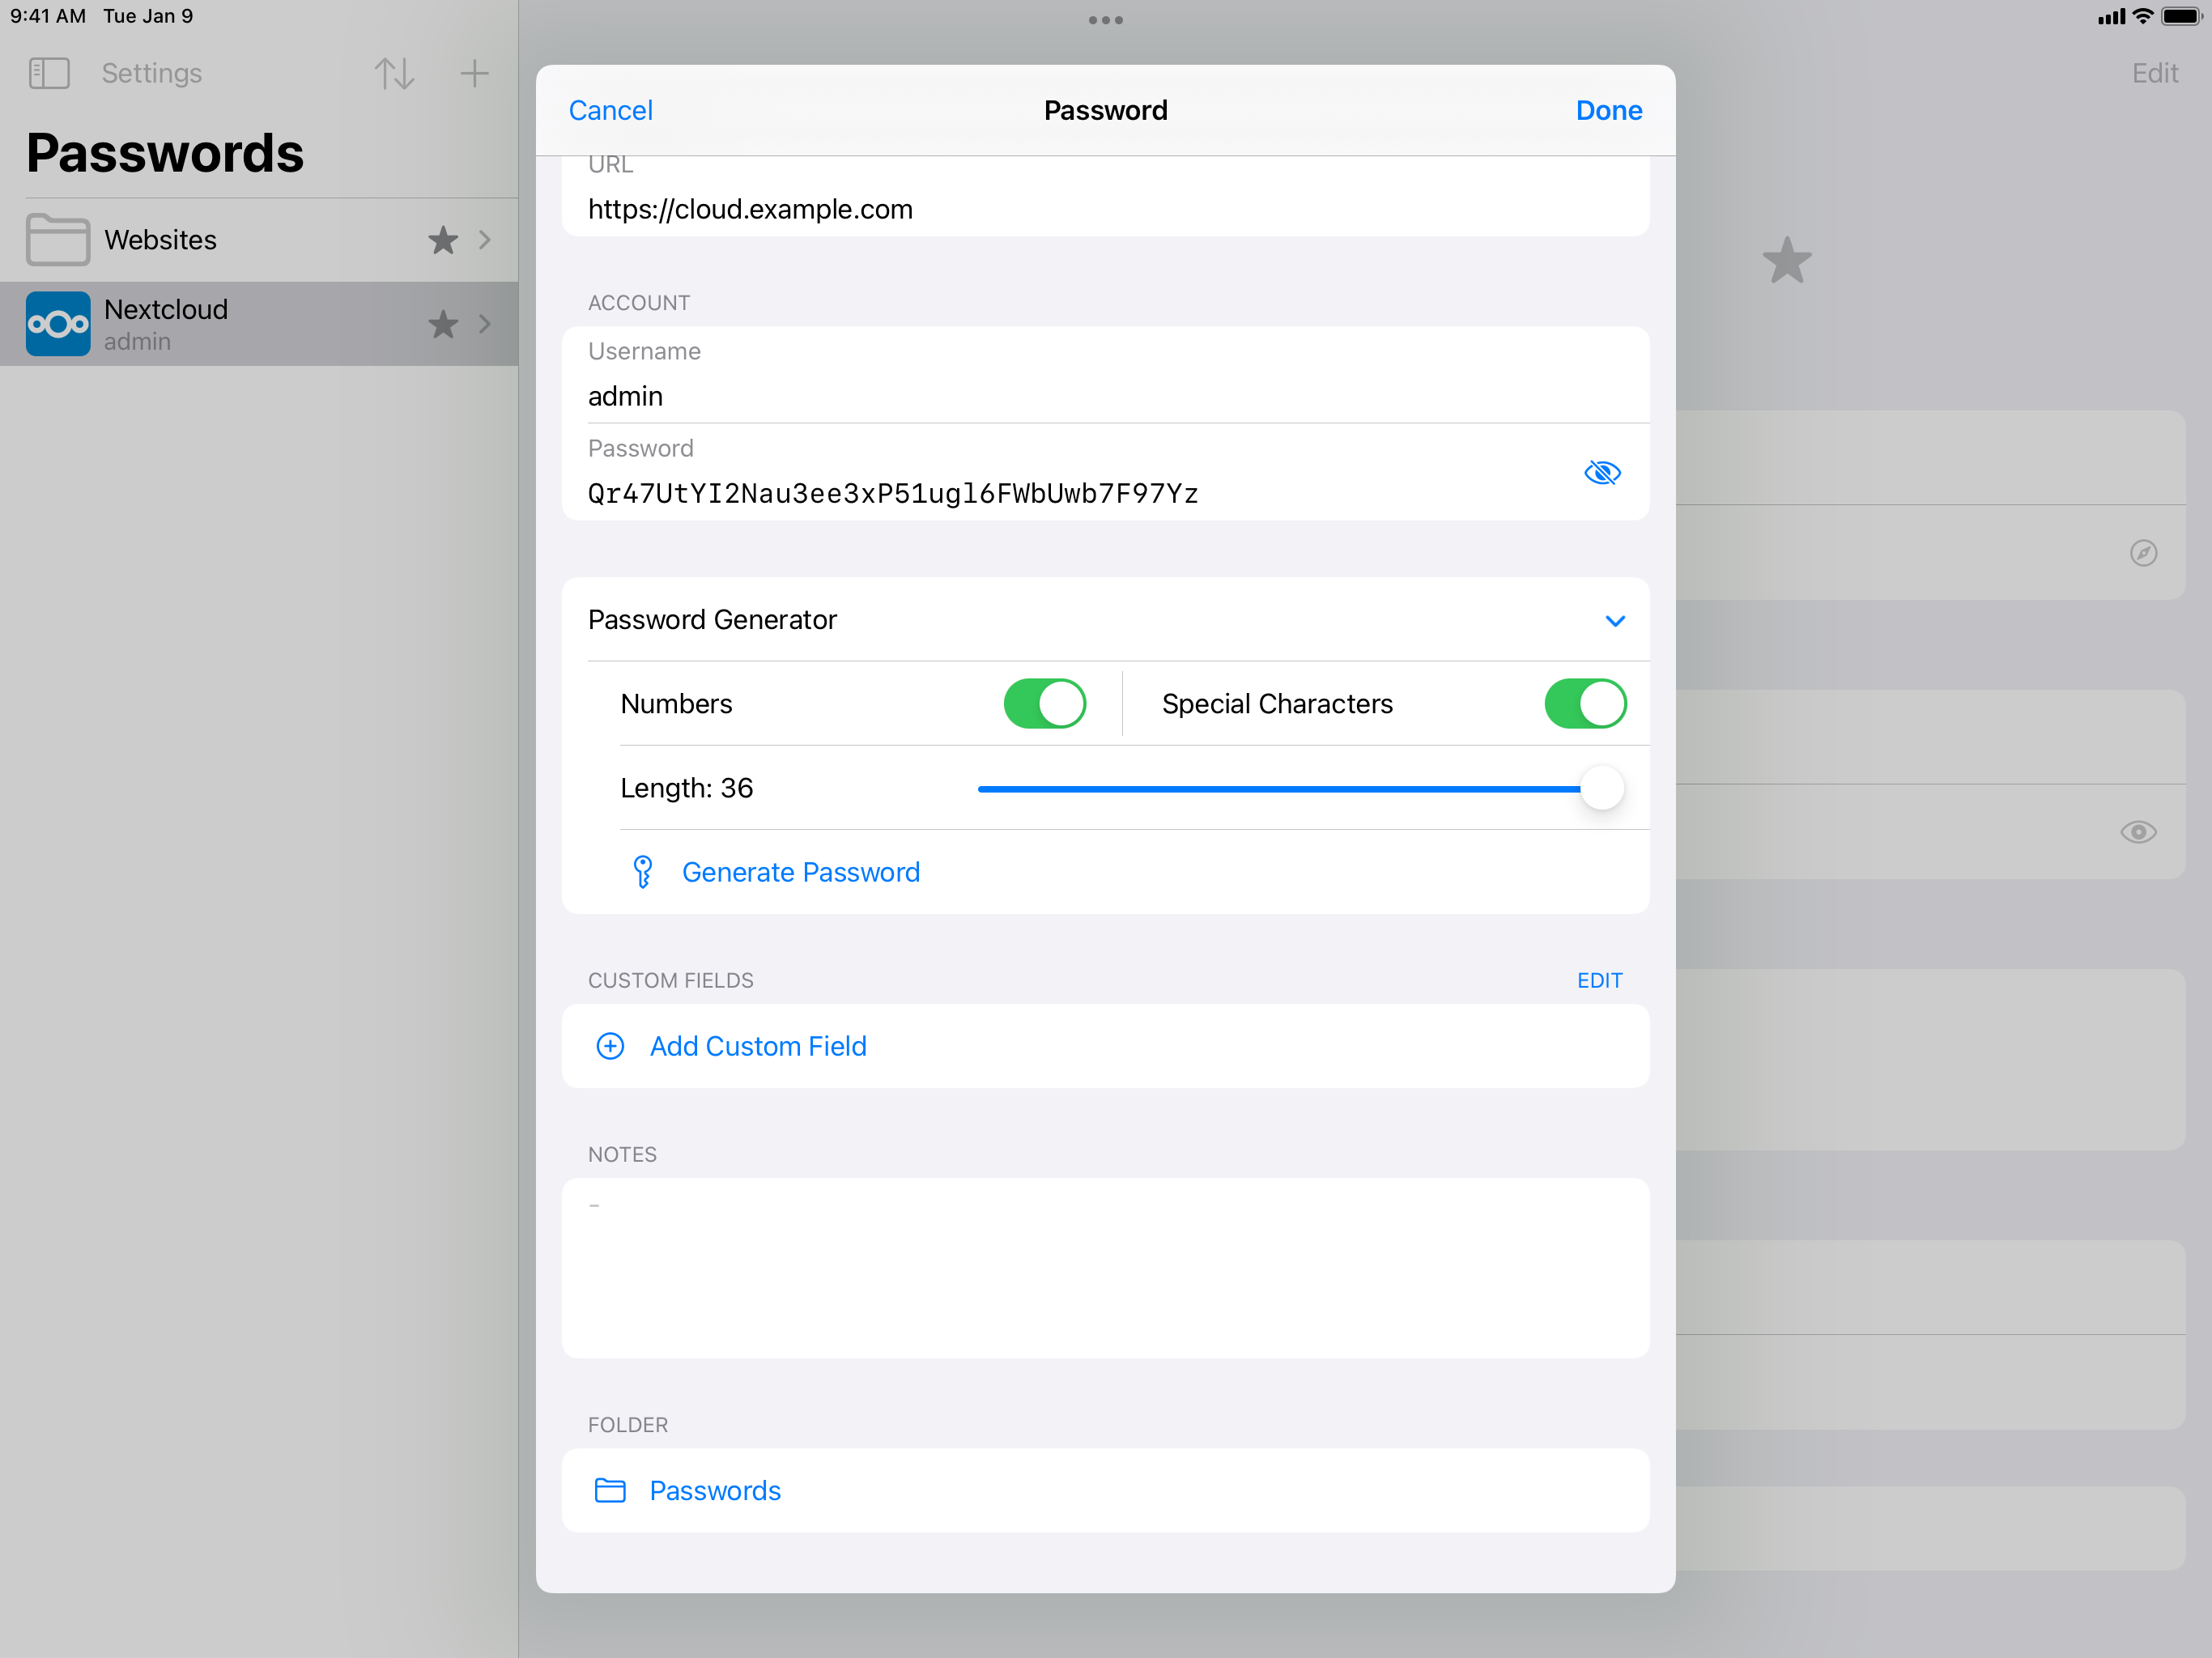 9:41 AM Tue Jan 9
Settings
Edit
Passwords
Websites
Nextcloud
admin
Cancel
Password
Done
URL
https://cloud.example.com
ACCOUNT
Username
admin
Password
Qr47UtYI2Nau3ee3xP51ugl6FWbUwb7F97Yz
Password Generator
Numbers
Special Characters
Length: 36
Generate Password
CUSTOM FIELDS
EDIT
Add Custom Field
NOTES
-
FOLDER
Passwords